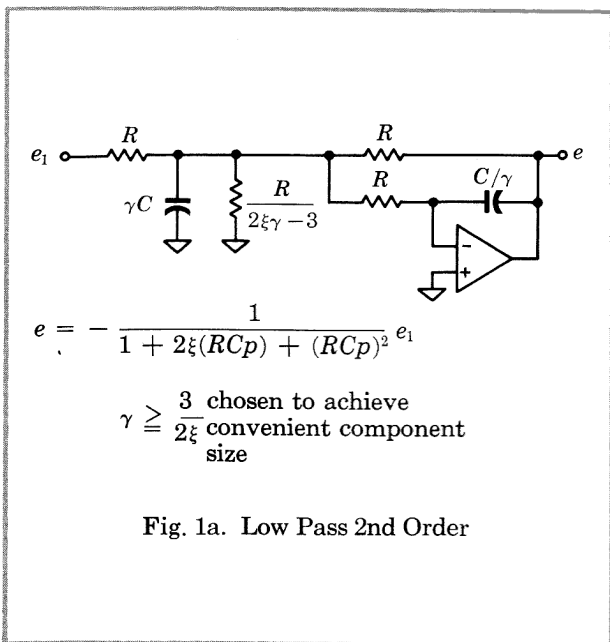 R
R
e₁
e
R
C/γ
γC
R
2ξγ − 3
−
+
e = − 1 / (1 + 2ξ(RCp) + (RCp)²) e₁
γ ≧ 3/2ξ chosen to achieve
convenient component
size
Fig. 1a. Low Pass 2nd Order